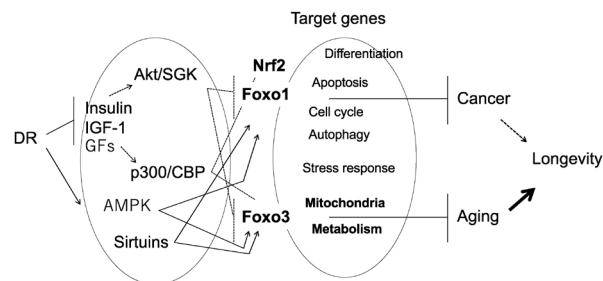 Target genes
Differentiation
Nrf2
Akt/SGK
Apoptosis
Foxo1
Cancer
Insulin
Cell cycle
IGF-1
Autophagy
DR
GFs
Longevity
p300/CBP
Stress response
AMPK
Mitochondria
Foxo3
Aging
Metabolism
Sirtuins